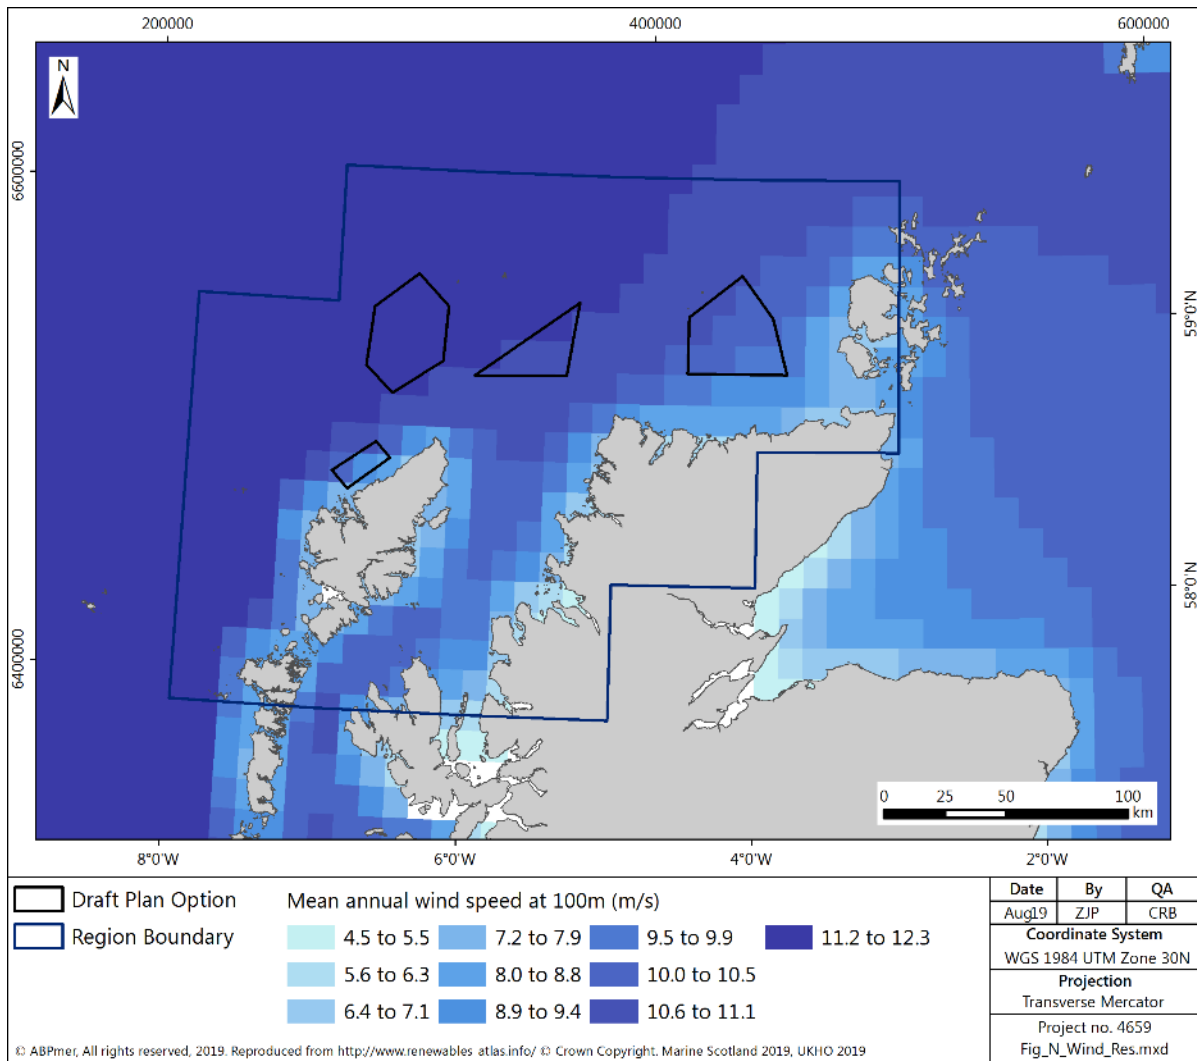 200000 400000 600000
N
6600000
6400000
59°0'N
58°0'N
0 25 50 100
km
8°0'W 6°0'W 4°0'W 2°0'W
Draft Plan Option
Region Boundary
Mean annual wind speed at 100m (m/s)
4.5 to 5.5 7.2 to 7.9 9.5 to 9.9 11.2 to 12.3
5.6 to 6.3 8.0 to 8.8 10.0 to 10.5
6.4 to 7.1 8.9 to 9.4 10.6 to 11.1
Date By QA
Aug19 ZJP CRB
Coordinate System
WGS 1984 UTM Zone 30N
Projection
Transverse Mercator
Project no. 4659
Fig_N_Wind_Res.mxd
© ABPmer, All rights reserved, 2019. Reproduced from http://www.renewables atlas.info/ © Crown Copyright. Marine Scotland 2019, UKHO 2019